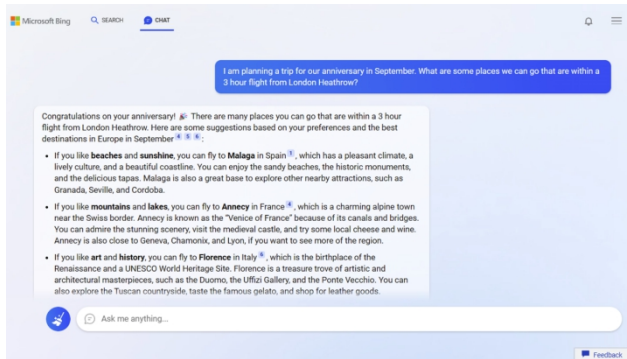 Microsoft Bing
SEARCH
CHAT
I am planning a trip for our anniversary in September. What are some places we can go that are within a
3 hour flight from London Heathrow?
Congratulations on your anniversary! 🎉 There are many places you can go that are within a 3 hour
flight from London Heathrow. Here are some suggestions based on your preferences and the best
destinations in Europe in September 4 5 6 :
• If you like beaches and sunshine, you can fly to Malaga in Spain 1 , which has a pleasant climate, a
lively culture, and a beautiful coastline. You can enjoy the sandy beaches, the historic monuments,
and the delicious tapas. Malaga is also a great base to explore other nearby attractions, such as
Granada, Seville, and Cordoba.
• If you like mountains and lakes, you can fly to Annecy in France 4 , which is a charming alpine town
near the Swiss border. Annecy is known as the "Venice of France" because of its canals and bridges.
You can admire the stunning scenery, visit the medieval castle, and try some local cheese and wine.
Annecy is also close to Geneva, Chamonix, and Lyon, if you want to see more of the region.
• If you like art and history, you can fly to Florence in Italy 6 , which is the birthplace of the
Renaissance and a UNESCO World Heritage Site. Florence is a treasure trove of artistic and
architectural masterpieces, such as the Duomo, the Uffizi Gallery, and the Ponte Vecchio. You can
also explore the Tuscan countryside, taste the famous gelato, and shop for leather goods.
Ask me anything...
Feedback